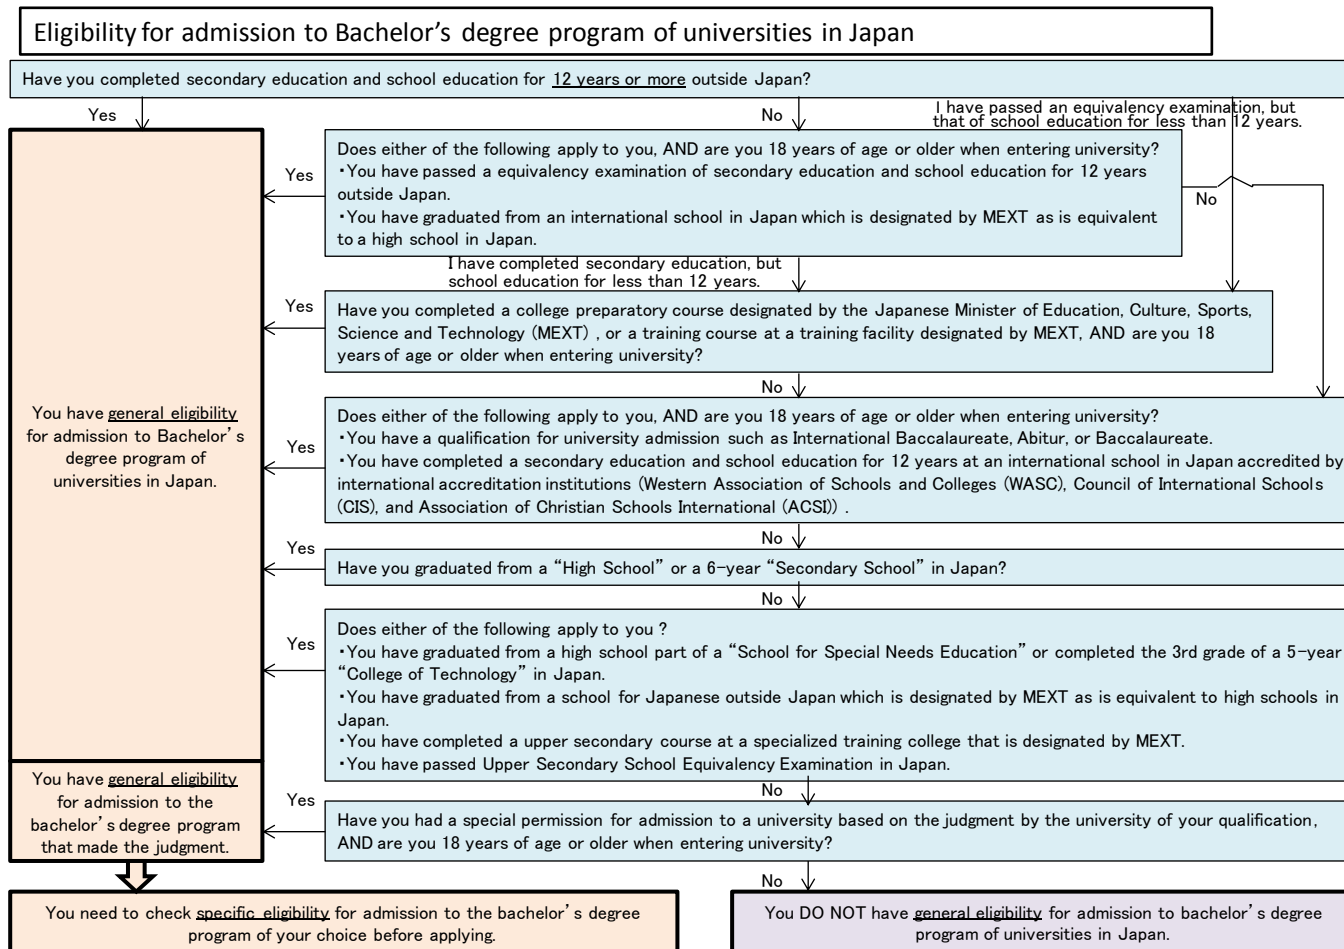 Eligibility for admission to Bachelor's degree program of universities in Japan
Have you completed secondary education and school education for 12 years or more outside Japan?
Yes
No
I have passed an equivalency examination, but
that of school education for less than 12 years.
Does either of the following apply to you, AND are you 18 years of age or older when entering university?
・You have passed a equivalency examination of secondary education and school education for 12 years
outside Japan.
・You have graduated from an international school in Japan which is designated by MEXT as is equivalent
to a high school in Japan.
Yes
No
I have completed secondary education, but
school education for less than 12 years.
Have you completed a college preparatory course designated by the Japanese Minister of Education, Culture, Sports,
Science and Technology (MEXT) , or a training course at a training facility designated by MEXT, AND are you 18
years of age or older when entering university?
Yes
No
Does either of the following apply to you, AND are you 18 years of age or older when entering university?
・You have a qualification for university admission such as International Baccalaureate, Abitur, or Baccalaureate.
・You have completed a secondary education and school education for 12 years at an international school in Japan accredited by
international accreditation institutions (Western Association of Schools and Colleges (WASC), Council of International Schools
(CIS), and Association of Christian Schools International (ACSI)) .
Yes
No
Have you graduated from a "High School" or a 6-year "Secondary School" in Japan?
Yes
No
Does either of the following apply to you ?
・You have graduated from a high school part of a "School for Special Needs Education" or completed the 3rd grade of a 5-year
"College of Technology" in Japan.
・You have graduated from a school for Japanese outside Japan which is designated by MEXT as is equivalent to high schools in
Japan.
・You have completed a upper secondary course at a specialized training college that is designated by MEXT.
・You have passed Upper Secondary School Equivalency Examination in Japan.
Yes
No
Have you had a special permission for admission to a university based on the judgment by the university of your qualification,
AND are you 18 years of age or older when entering university?
Yes
No
You have general eligibility
for admission to Bachelor's
degree program of
universities in Japan.
You have general eligibility
for admission to the
bachelor's degree program
that made the judgment.
You need to check specific eligibility for admission to the bachelor's degree
program of your choice before applying.
You DO NOT have general eligibility for admission to bachelor's degree
program of universities in Japan.